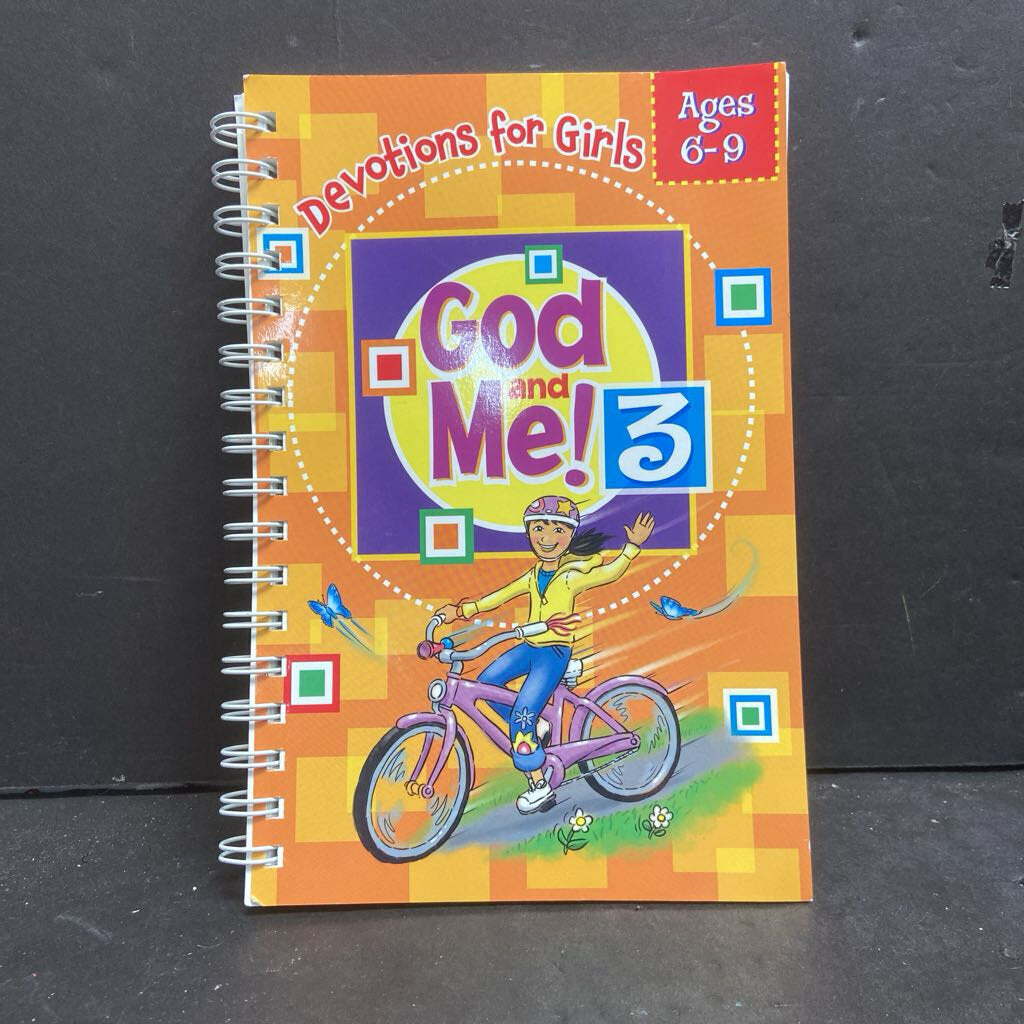 Devotions for Girls
Ages
6-9
God
and
Me!
3